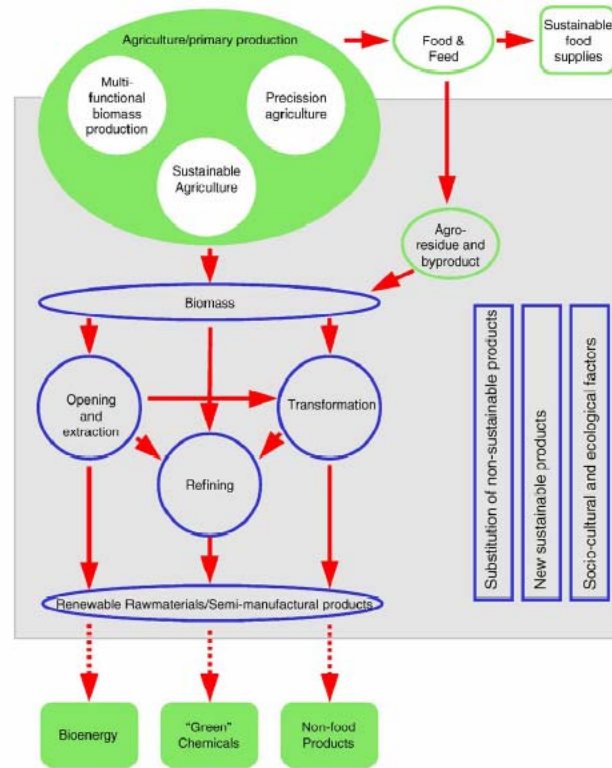 Agriculture/primary production
Multi-
functional
biomass
production
Precission
agriculture
Sustainable
Agriculture
Food &
Feed
Sustainable
food
supplies
Agro-
residue and
byproduct
Biomass
Opening
and
extraction
Transformation
Refining
Renewable Rawmaterials/Semi-manufactural products
Substitution of non-sustainable products
New sustainable products
Socio-cultural and ecological factors
Bioenergy
"Green"
Chemicals
Non-food
Products